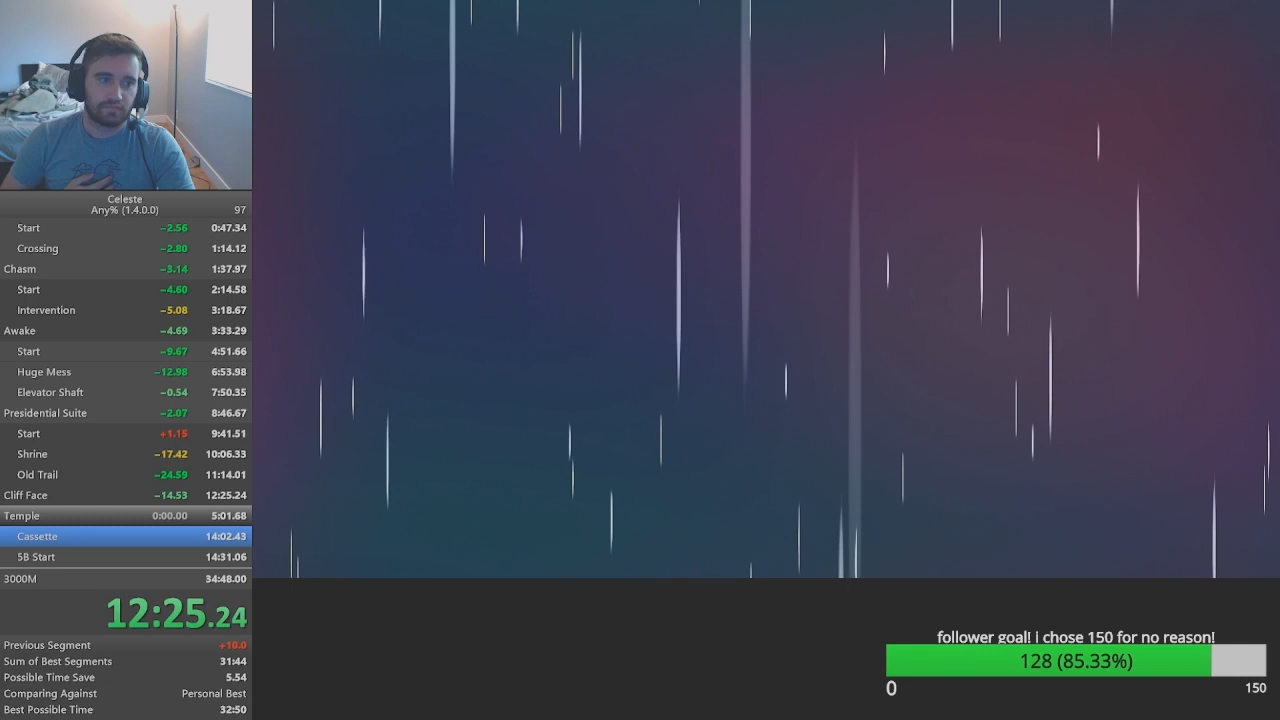 Celeste
Any% (1.4.0.0) 97
Start −2.56 0:47.34
Crossing −2.80 1:14.12
Chasm −3.14 1:37.97
Start −4.60 2:14.58
Intervention −5.08 3:18.67
Awake −4.69 3:33.29
Start −9.67 4:51.66
Huge Mess −12.98 6:53.98
Elevator Shaft −0.54 7:50.35
Presidential Suite −2.07 8:46.67
Start +1.15 9:41.51
Shrine −17.42 10:06.33
Old Trail −24.59 11:14.01
Cliff Face −14.53 12:25.24
Temple 0:00.00 5:01.68
Cassette 14:02.43
5B Start 14:31.06
3000M 34:48.00
12:25.24
Previous Segment +10.0
Sum of Best Segments 31:44
Possible Time Save 5.54
Comparing Against Personal Best
Best Possible Time 32:50
follower goal! i chose 150 for no reason!
128 (85.33%)
0 150